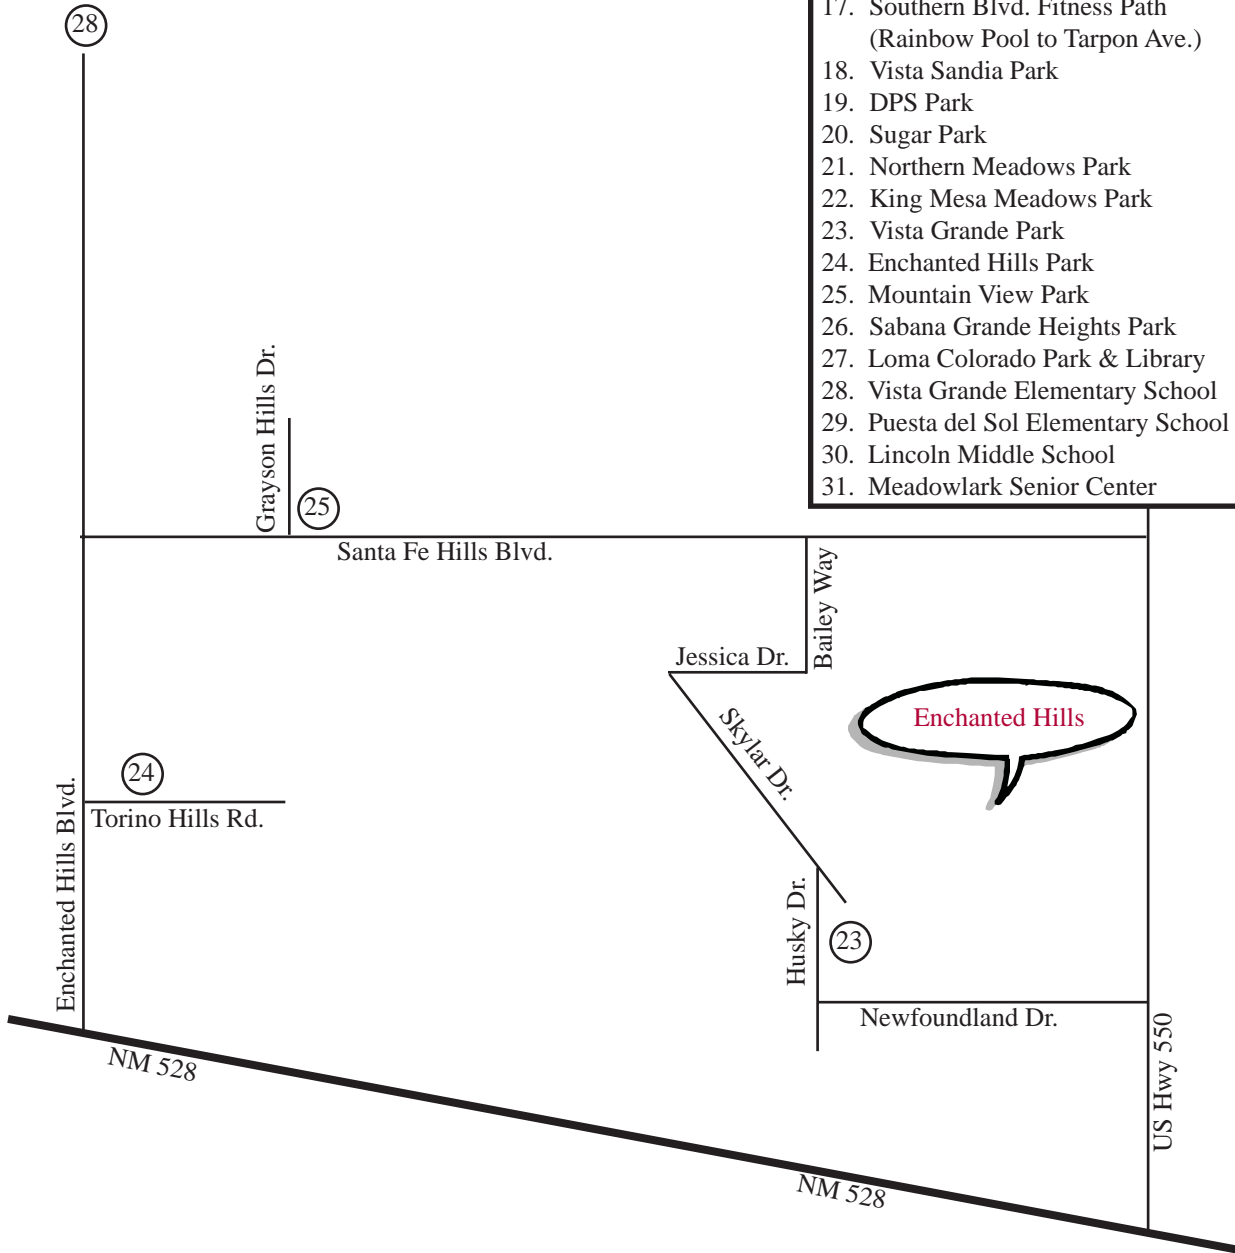 28
17. Southern Blvd. Fitness Path
(Rainbow Pool to Tarpon Ave.)
18. Vista Sandia Park
19. DPS Park
20. Sugar Park
21. Northern Meadows Park
22. King Mesa Meadows Park
23. Vista Grande Park
24. Enchanted Hills Park
25. Mountain View Park
26. Sabana Grande Heights Park
27. Loma Colorado Park & Library
28. Vista Grande Elementary School
29. Puesta del Sol Elementary School
30. Lincoln Middle School
31. Meadowlark Senior Center
Grayson Hills Dr.
25
Santa Fe Hills Blvd.
Bailey Way
Jessica Dr.
Skylar Dr.
Enchanted Hills
24
Torino Hills Rd.
Enchanted Hills Blvd.
Husky Dr.
23
Newfoundland Dr.
US Hwy 550
NM 528
NM 528